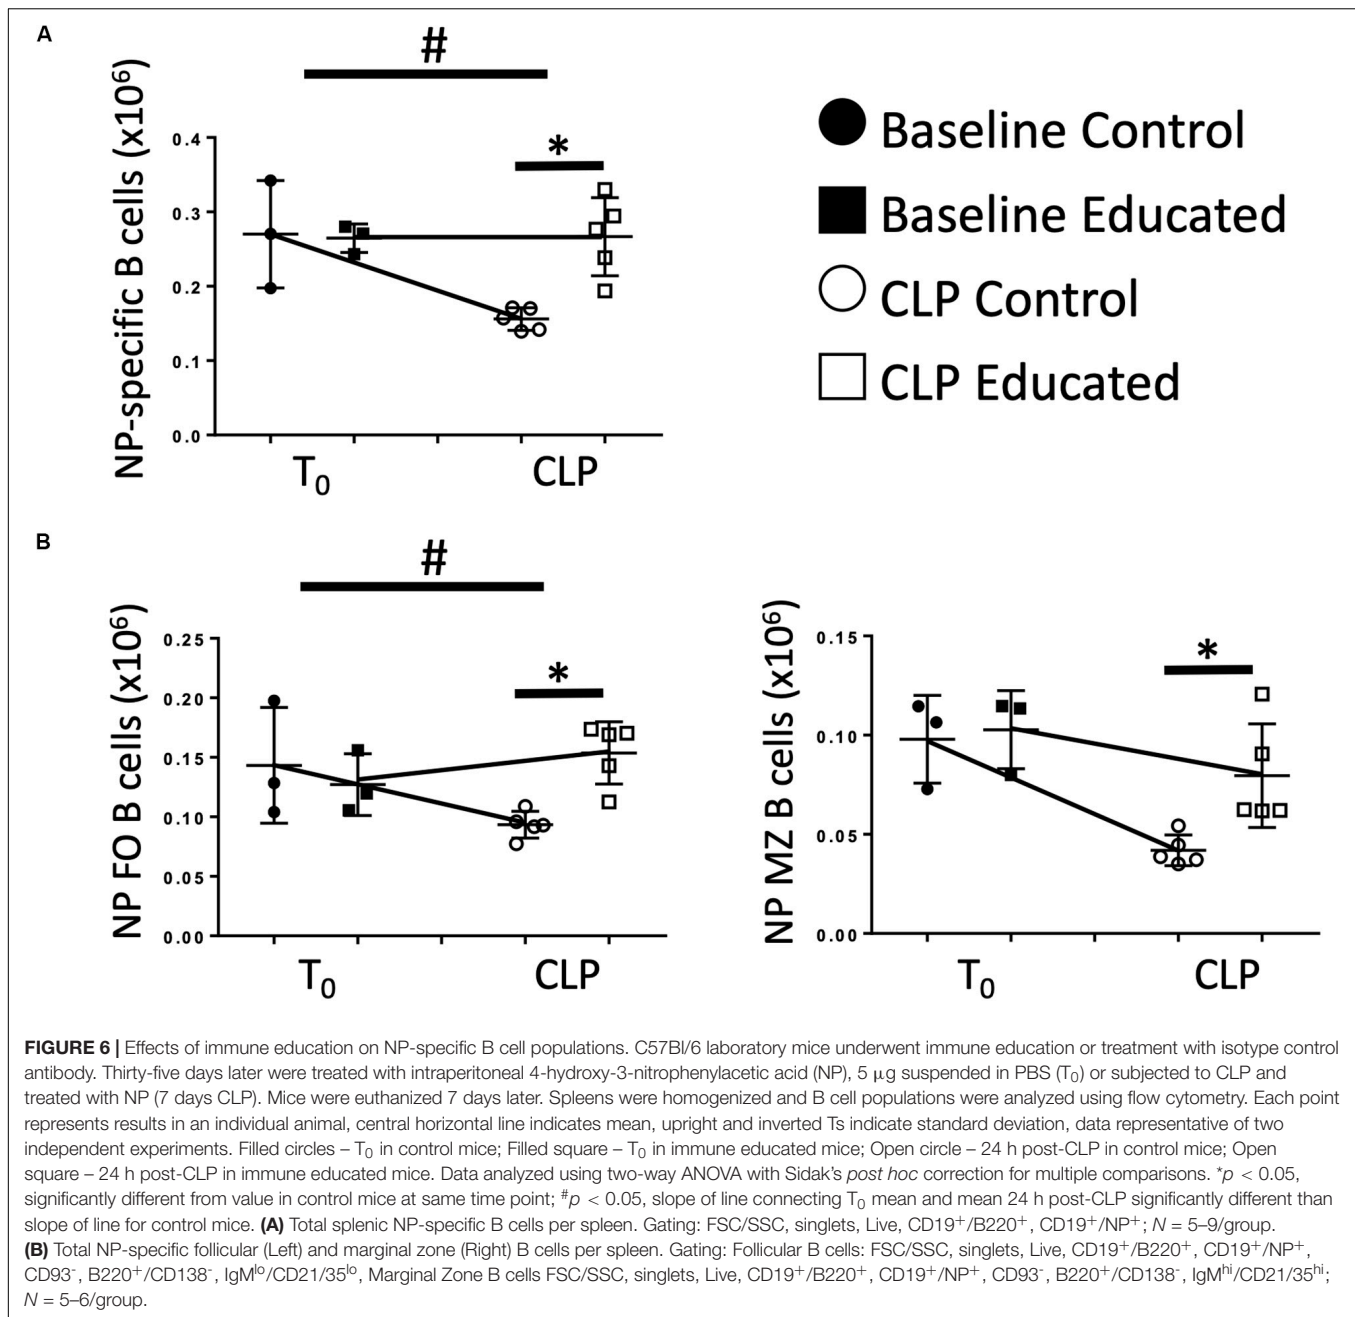 A
#
NP-specific B cells (x10⁶)
*
0.4
0.3
0.2
0.1
0.0
T₀ CLP
Baseline Control
Baseline Educated
CLP Control
CLP Educated
B
#
NP FO B cells (x10⁶)
*
0.25
0.20
0.15
0.10
0.05
0.00
T₀ CLP
NP MZ B cells (x10⁶)
*
0.15
0.10
0.05
0.00
T₀ CLP
FIGURE 6 | Effects of immune education on NP-specific B cell populations. C57Bl/6 laboratory mice underwent immune education or treatment with isotype control
antibody. Thirty-five days later were treated with intraperitoneal 4-hydroxy-3-nitrophenylacetic acid (NP), 5 μg suspended in PBS (T₀) or subjected to CLP and
treated with NP (7 days CLP). Mice were euthanized 7 days later. Spleens were homogenized and B cell populations were analyzed using flow cytometry. Each point
represents results in an individual animal, central horizontal line indicates mean, upright and inverted Ts indicate standard deviation, data representative of two
independent experiments. Filled circles – T₀ in control mice; Filled square – T₀ in immune educated mice; Open circle – 24 h post-CLP in control mice; Open
square – 24 h post-CLP in immune educated mice. Data analyzed using two-way ANOVA with Sidak's post hoc correction for multiple comparisons. *p < 0.05,
significantly different from value in control mice at same time point; #p < 0.05, slope of line connecting T₀ mean and mean 24 h post-CLP significantly different than
slope of line for control mice. (A) Total splenic NP-specific B cells per spleen. Gating: FSC/SSC, singlets, Live, CD19⁺/B220⁺, CD19⁺/NP⁺; N = 5–9/group.
(B) Total NP-specific follicular (Left) and marginal zone (Right) B cells per spleen. Gating: Follicular B cells: FSC/SSC, singlets, Live, CD19⁺/B220⁺, CD19⁺/NP⁺,
CD93⁻, B220⁺/CD138⁻, IgMˡᵒ/CD21/35ˡᵒ, Marginal Zone B cells FSC/SSC, singlets, Live, CD19⁺/B220⁺, CD19⁺/NP⁺, CD93⁻, B220⁺/CD138⁻, IgMʰⁱ/CD21/35ʰⁱ;
N = 5–6/group.